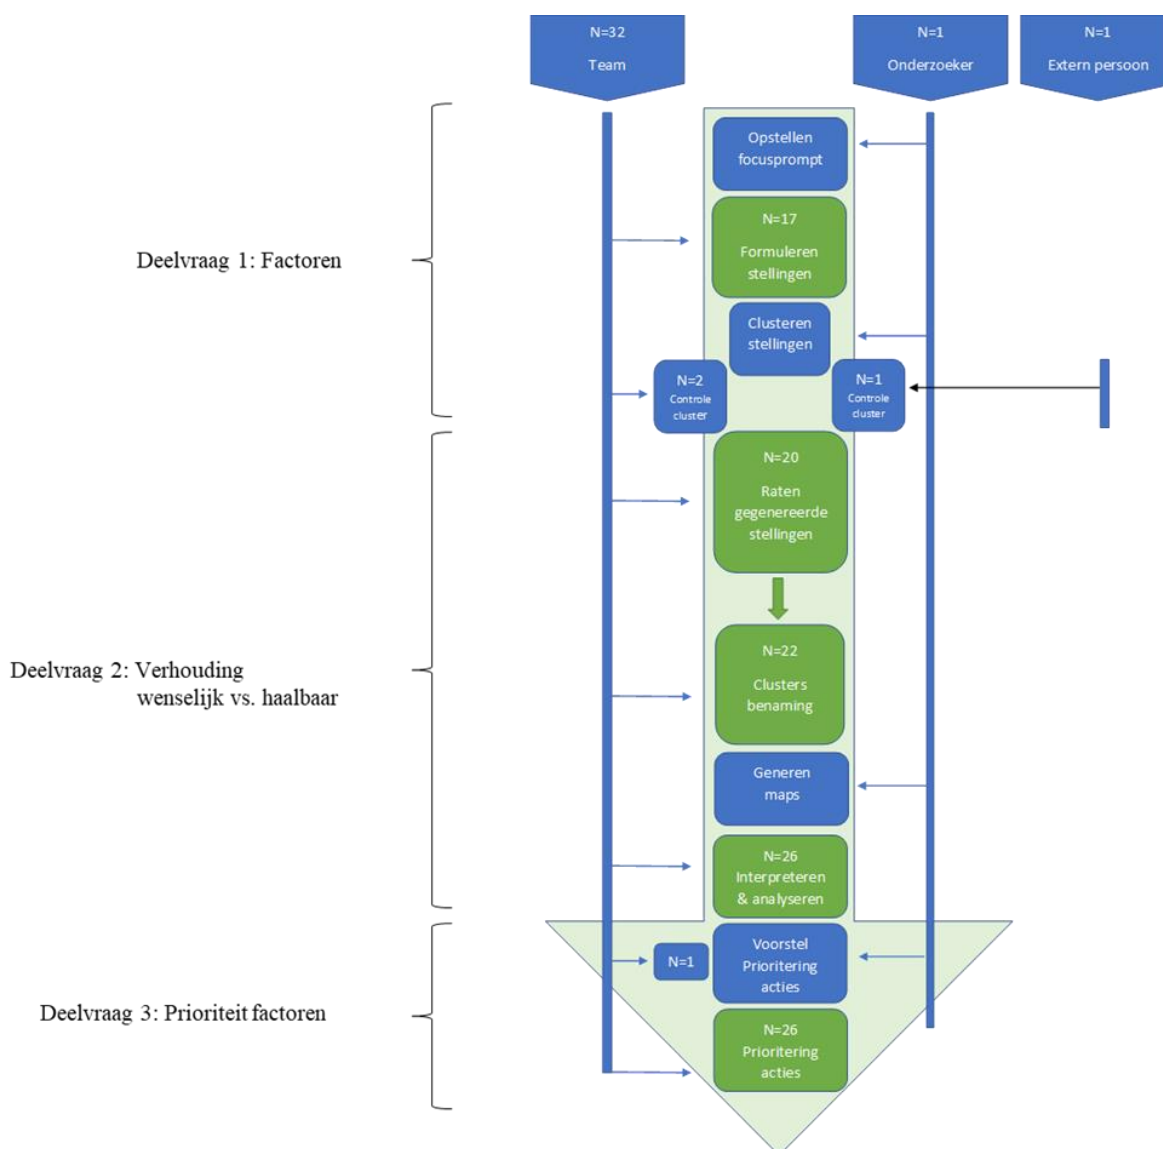 N=32
Team
N=1
Onderzoeker
N=1
Extern persoon
Deelvraag 1: Factoren
Opstellen
focusprompt
N=17
Formuleren
stellingen
Clusteren
stellingen
N=2
Controle
cluster
N=1
Controle
cluster
Deelvraag 2: Verhouding
wenselijk vs. haalbaar
N=20
Raten
gegenereerde
stellingen
N=22
Clusters
benaming
Generen
maps
N=26
Interpreteren
& analyseren
Deelvraag 3: Prioriteit factoren
N=1
Voorstel
Prioritering
acties
N=26
Prioritering
acties